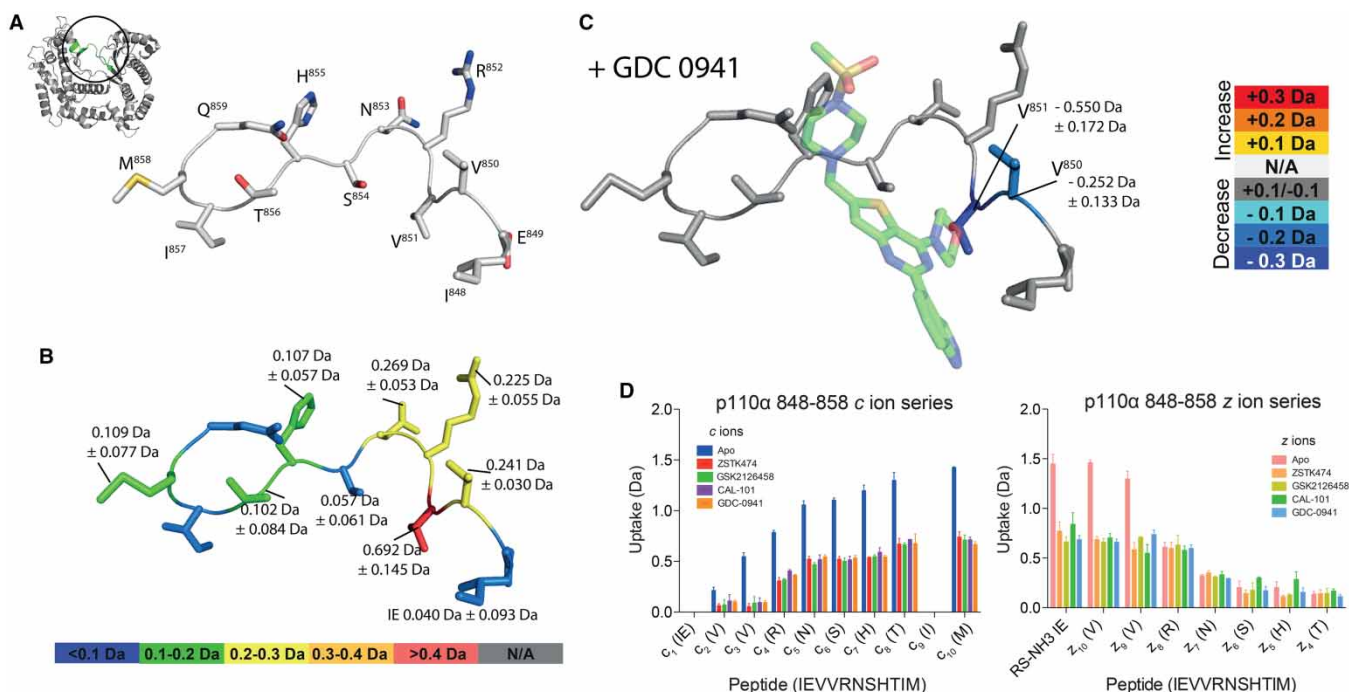 A
H855
R852
Q859
N853
M858
V850
S854
T856
E849
V851
I857
I848
B
0.107 Da
± 0.057 Da
0.269 Da
± 0.053 Da
0.225 Da
± 0.055 Da
0.109 Da
± 0.077 Da
0.241 Da
± 0.030 Da
0.057 Da
± 0.061 Da
0.102 Da
± 0.084 Da
0.692 Da
± 0.145 Da
IE 0.040 Da ± 0.093 Da
<0.1 Da 0.1-0.2 Da 0.2-0.3 Da 0.3-0.4 Da >0.4 Da N/A
C
+ GDC 0941
V851 - 0.550 Da
± 0.172 Da
V850
- 0.252 Da
± 0.133 Da
Increase
Decrease
+0.3 Da
+0.2 Da
+0.1 Da
N/A
+0.1/-0.1
- 0.1 Da
- 0.2 Da
- 0.3 Da
D
p110α 848-858 c ion series
Uptake (Da)
2.0
1.5
1.0
0.5
0.0
c ions
Apo
ZSTK474
GSK2126458
CAL-101
GDC-0941
c1 (IE)
c2 (V)
c3 (V)
c4 (R)
c5 (N)
c6 (S)
c7 (H)
c8 (T)
c9 (I)
c10 (M)
Peptide (IEVVRNSHTIM)
p110α 848-858 z ion series
Uptake (Da)
2.0
1.5
1.0
0.5
0.0
z ions
Apo
ZSTK474
GSK2126458
CAL-101
GDC-0941
RS-NH3 IE
z10 (V)
z9 (V)
z8 (R)
z7 (N)
z6 (S)
z5 (H)
z4 (T)
Peptide (IEVVRNSHTIM)